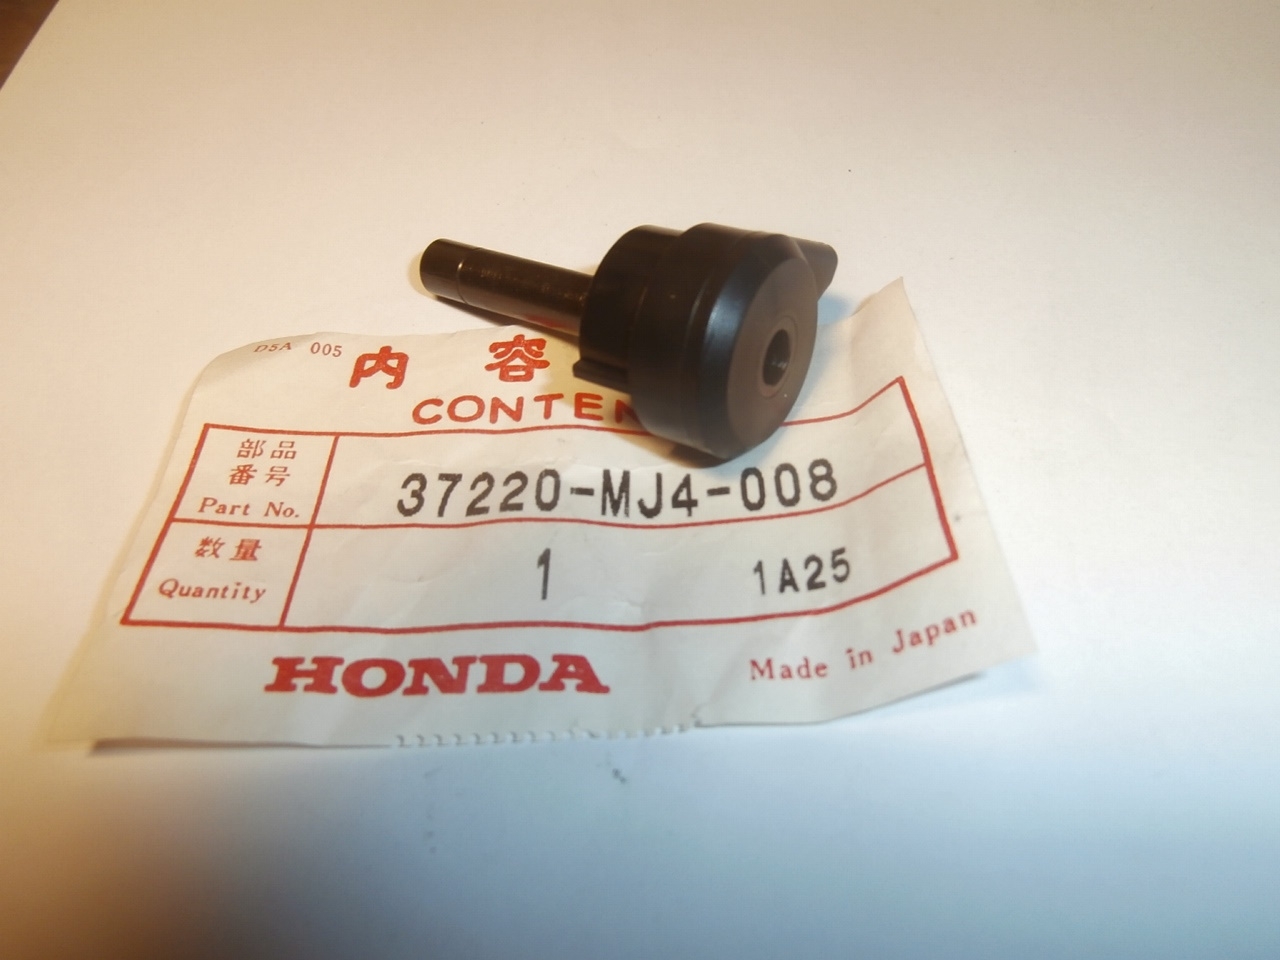 D5A 005
内 容
CONTEN
部品
番号
Part No.
37220-MJ4-008
数量
Quantity
1
1A25
HONDA
Made in Japan